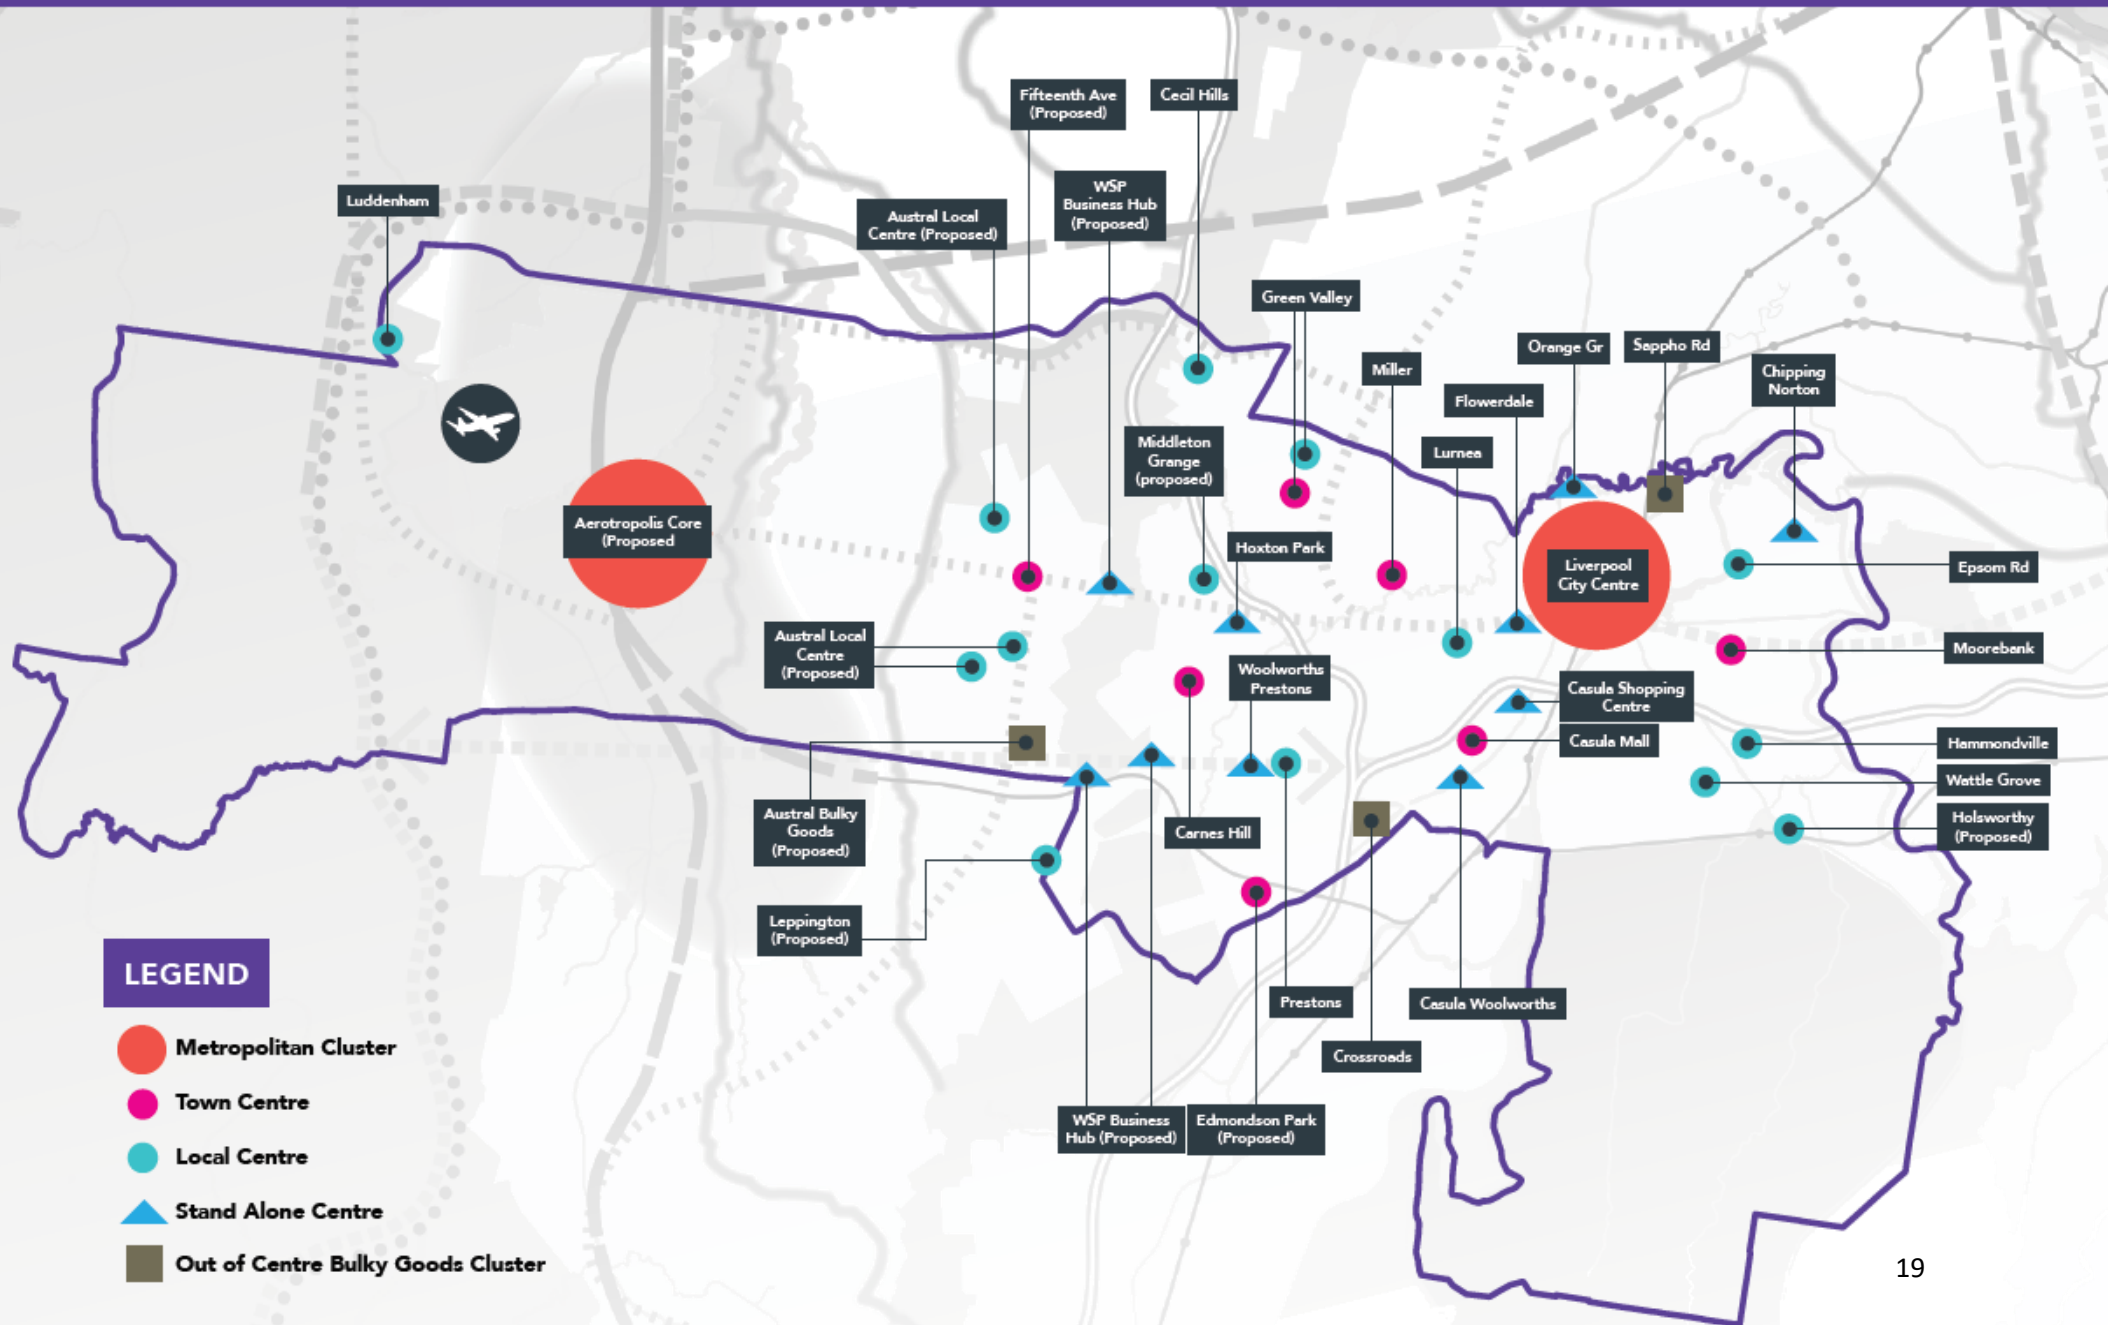 Fifteenth Ave
(Proposed)
Cecil Hills
WSP
Business Hub
(Proposed)
Luddenham
Austral Local
Centre (Proposed)
Green Valley
Orange Gr
Sappho Rd
Miller
Chipping
Norton
Flowerdale
Middleton
Grange
(proposed)
Lurnea
Aerotropolis Core
(Proposed
Hoxton Park
Liverpool
City Centre
Epsom Rd
Austral Local
Centre
(Proposed)
Moorebank
Woolworths
Prestons
Casula Shopping
Centre
Casula Mall
Hammondville
Wattle Grove
Austral Bulky
Goods
(Proposed)
Carnes Hill
Holsworthy
(Proposed)
Leppington
(Proposed)
Prestons
Casula Woolworths
Crossroads
WSP Business
Hub (Proposed)
Edmondson Park
(Proposed)
LEGEND
Metropolitan Cluster
Town Centre
Local Centre
Stand Alone Centre
Out of Centre Bulky Goods Cluster
19